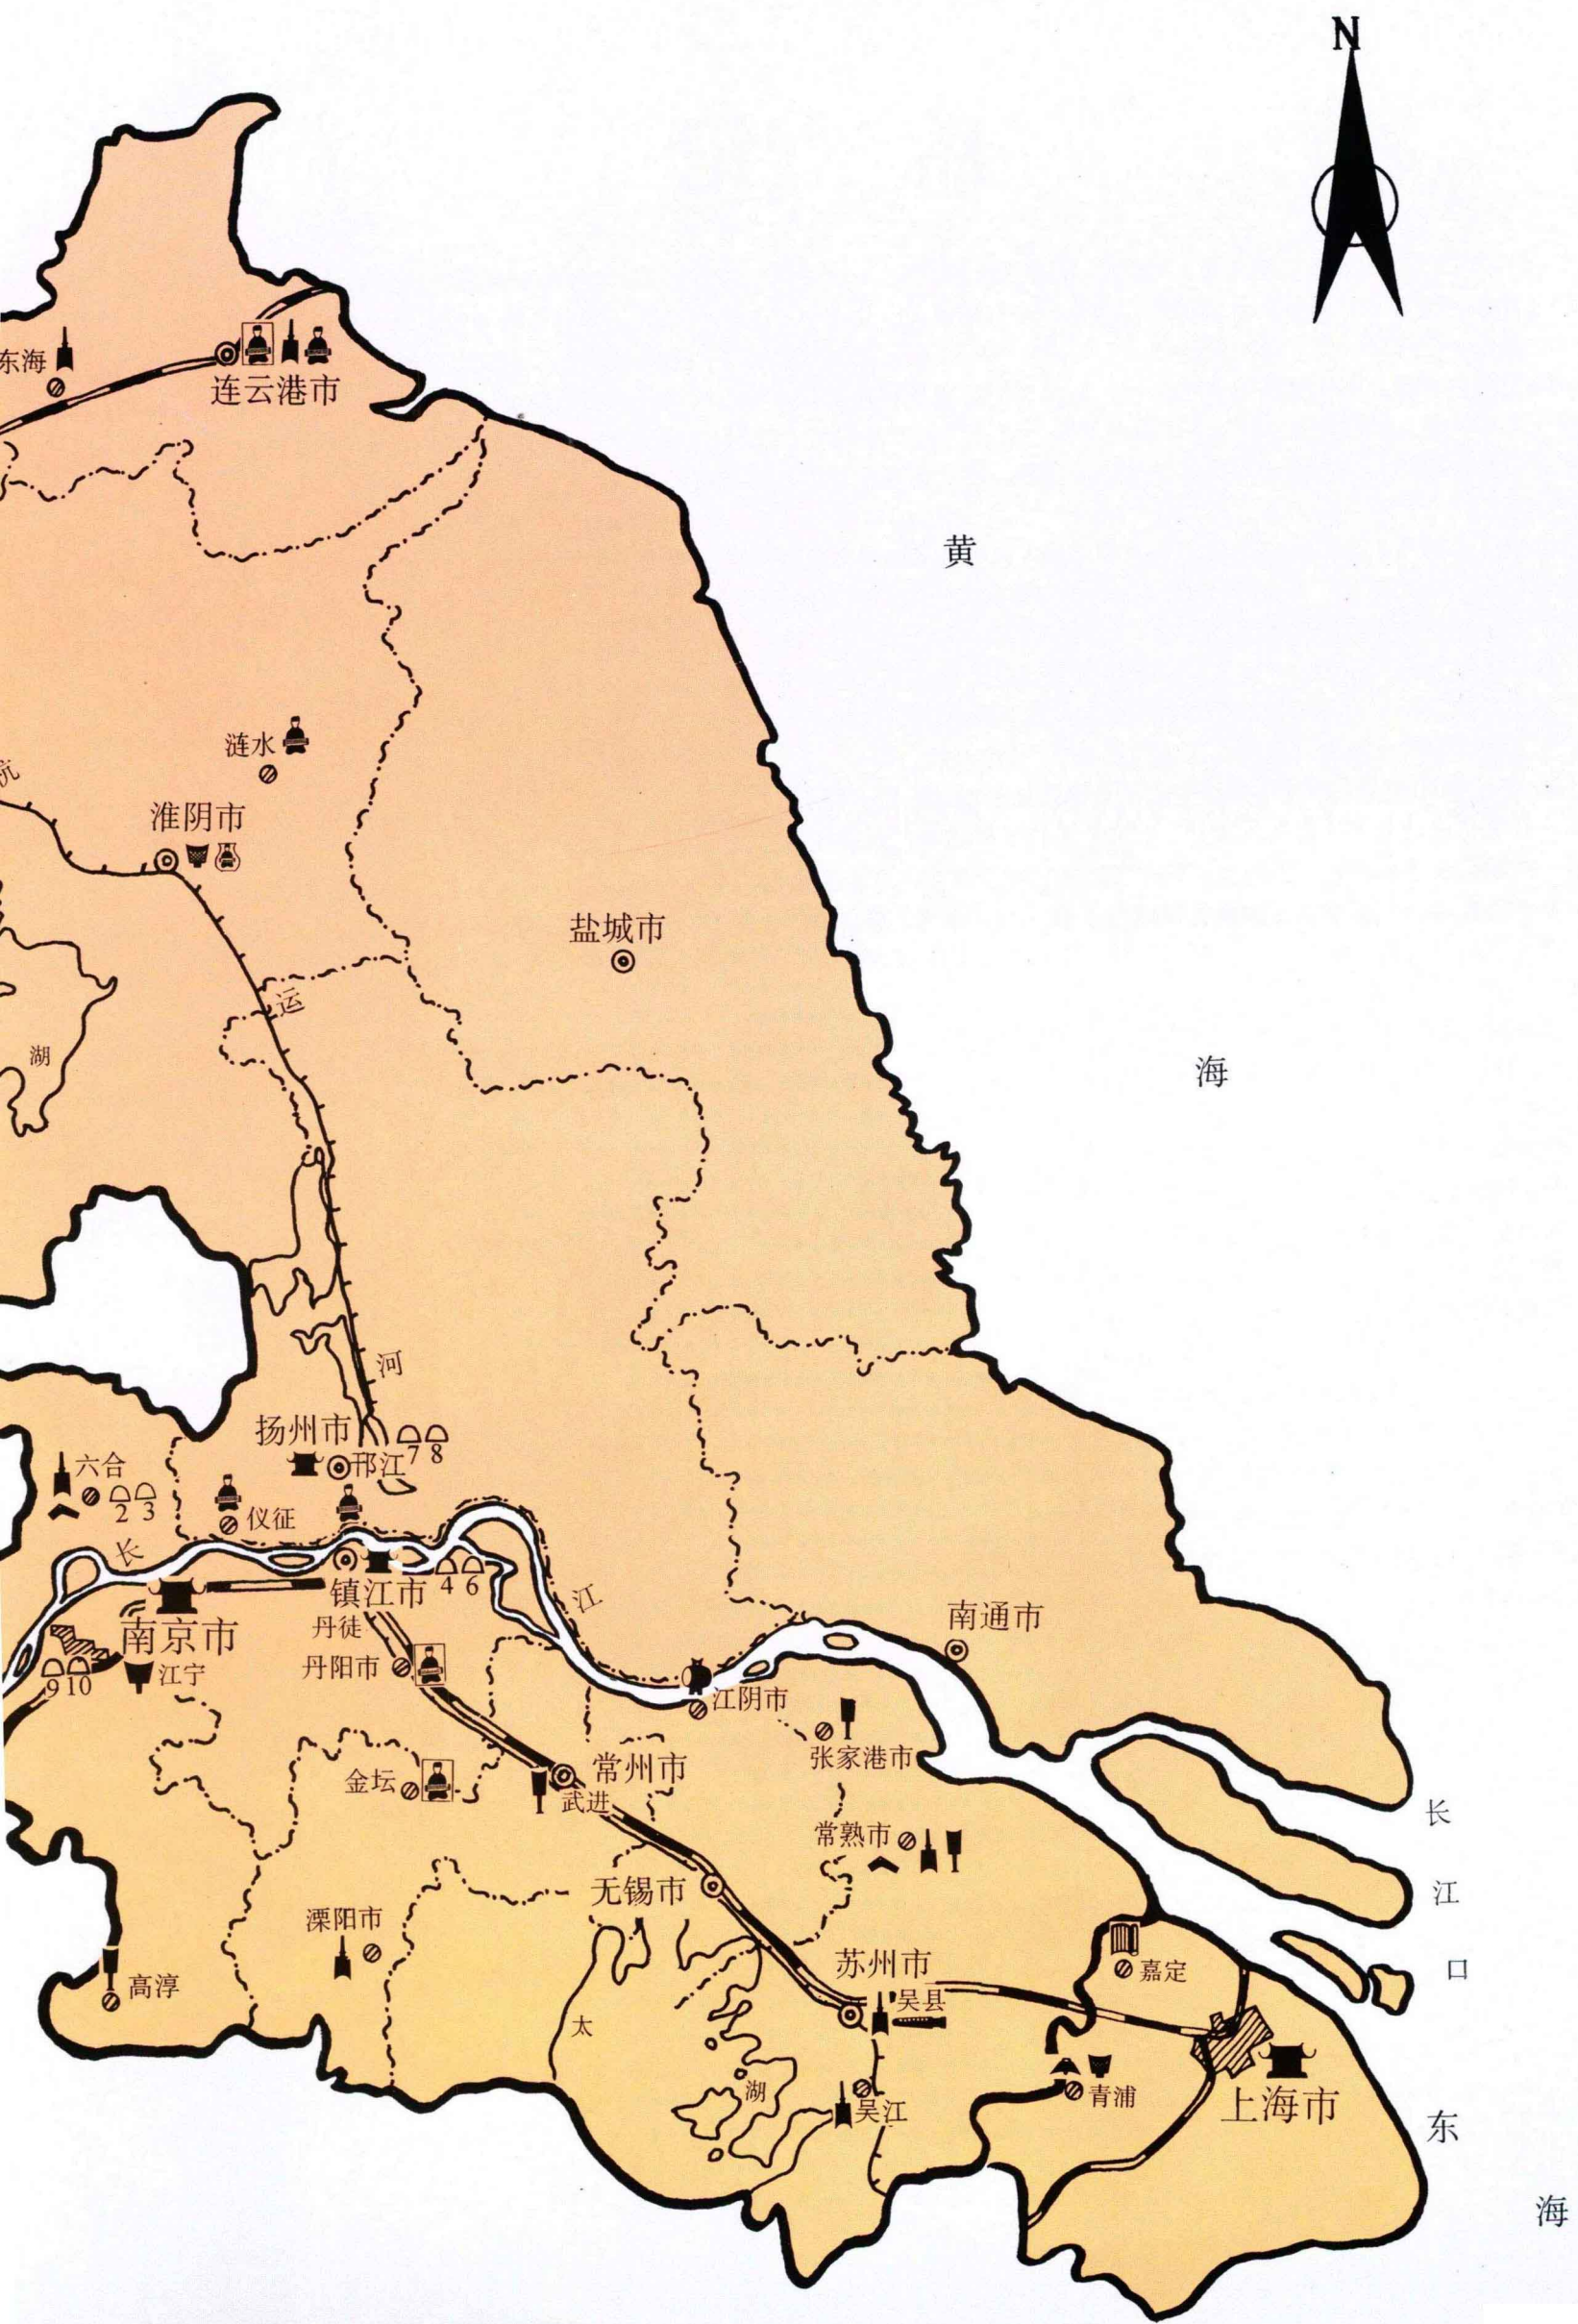 N
东海
连云港市
黄
涟水
杭
淮阴市
盐城市
运
湖
海
河
扬州市
7 8
邗江
六合
2 3
仪征
长
镇江市
4 6
江
南京市
丹徒
南通市
丹阳市
9 10
江宁
江阴市
张家港市
常州市
金坛
武进
长
常熟市
无锡市
江
溧阳市
苏州市
嘉定
口
高淳
吴县
太
湖
吴江
青浦
上海市
东
海